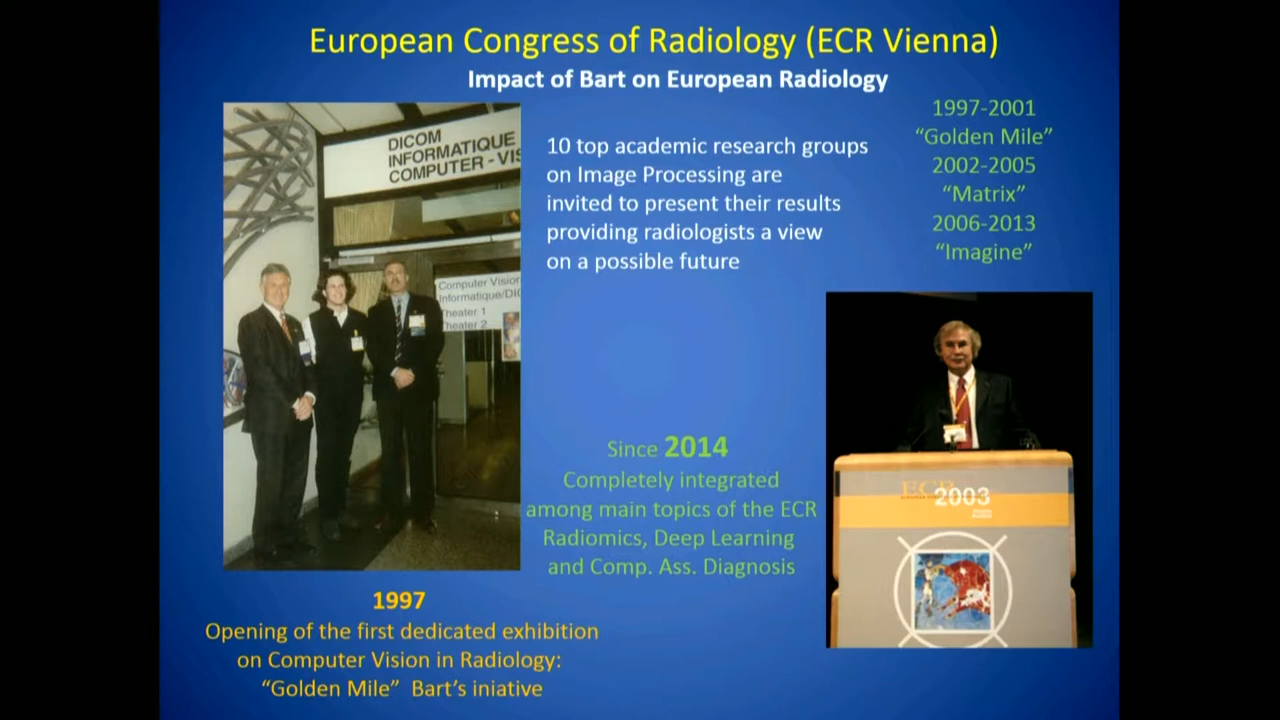 European Congress of Radiology (ECR Vienna)
Impact of Bart on European Radiology
DICOM
INFORMATIQUE
COMPUTER - VIS
Computer Vision
Informatique/DIC
Theater 1
Theater 2
10 top academic research groups
on Image Processing are
invited to present their results
providing radiologists a view
on a possible future
1997-2001
“Golden Mile”
2002-2005
“Matrix”
2006-2013
“Imagine”
ECR
2003
Since 2014
Completely integrated
among main topics of the ECR
Radiomics, Deep Learning
and Comp. Ass. Diagnosis
1997
Opening of the first dedicated exhibition
on Computer Vision in Radiology:
“Golden Mile” Bart’s iniative